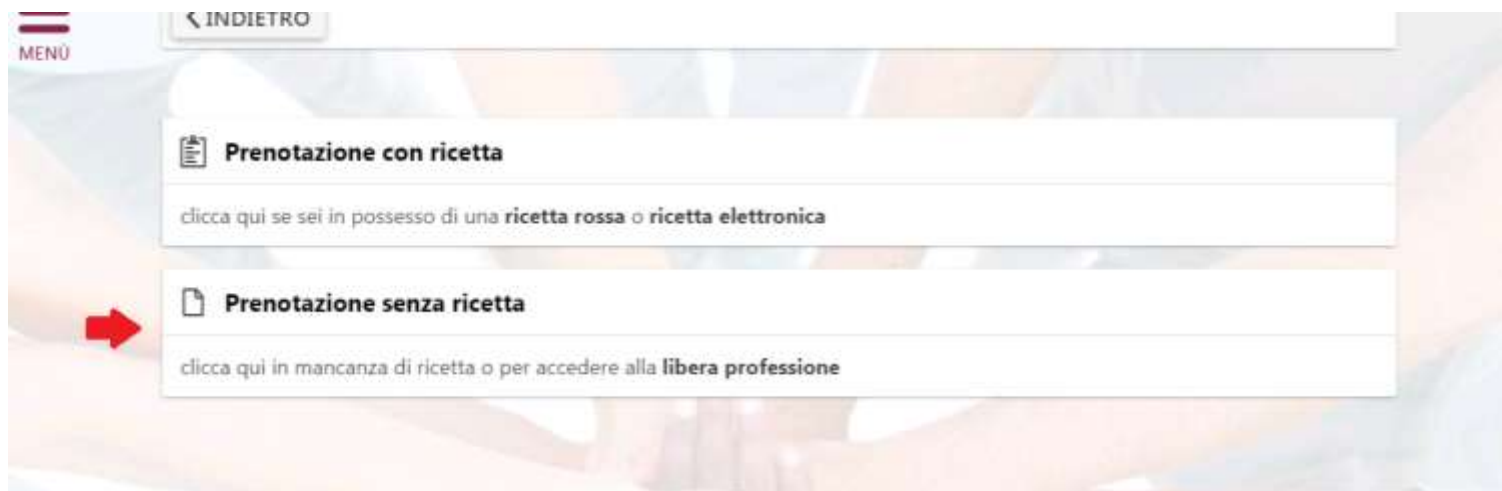 INDIETRO
MENÙ
Prenotazione con ricetta
clicca qui se sei in possesso di una ricetta rossa o ricetta elettronica
Prenotazione senza ricetta
clicca qui in mancanza di ricetta o per accedere alla libera professione